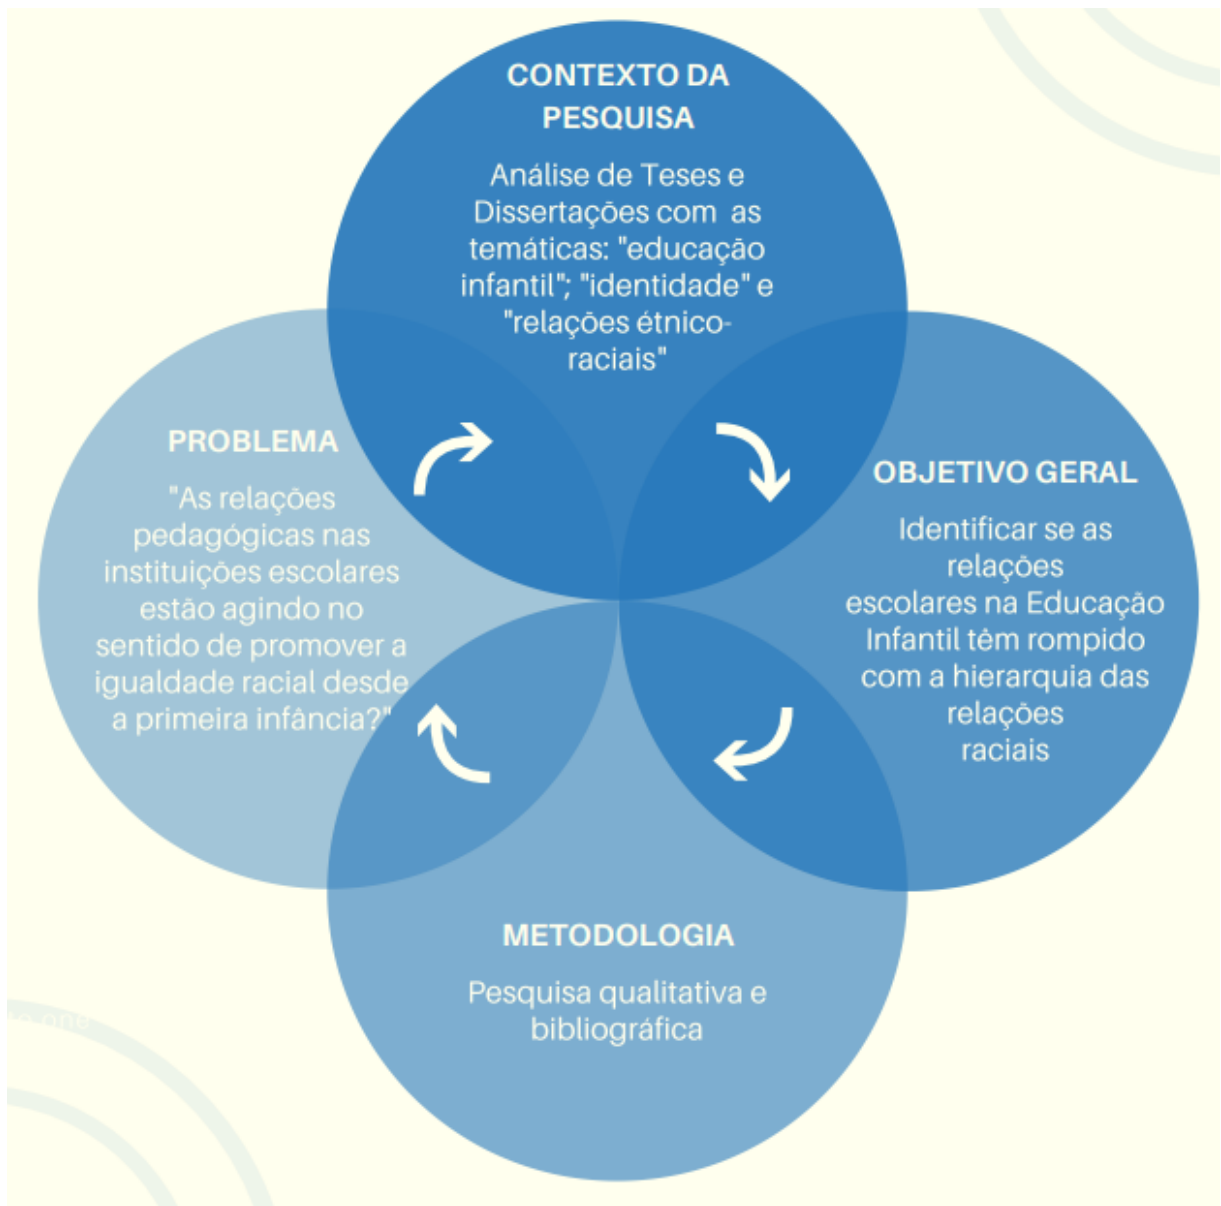 CONTEXTO DA
PESQUISA
Análise de Teses e
Dissertações com as
temáticas: "educação
infantil"; "identidade" e
"relações étnico-
raciais"
PROBLEMA
"As relações
pedagógicas nas
instituições escolares
estão agindo no
sentido de promover a
igualdade racial desde
a primeira infância?"
OBJETIVO GERAL
Identificar se as
relações
escolares na Educação
Infantil têm rompido
com a hierarquia das
relações
raciais
METODOLOGIA
Pesquisa qualitativa e
bibliográfica
one